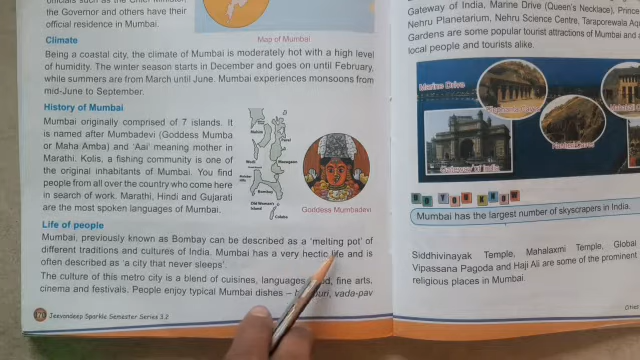 officials such as the Chief Minister,
the Governor and others have their
official residence in Mumbai.
Map of Mumbai
Climate
Being a coastal city, the climate of Mumbai is moderately hot with a high level
of humidity. The winter season starts in December and goes on until February,
while summers are from March until June. Mumbai experiences monsoons from
mid-June to September.
History of Mumbai
Mumbai originally comprised of 7 islands. It
is named after Mumbadevi (Goddess Mumba
or Maha Amba) and 'Aai' meaning mother in
Marathi. Kolis, a fishing community is one of
the original inhabitants of Mumbai. You find
people from all over the country who come here
in search of work. Marathi, Hindi and Gujarati
are the most spoken languages of Mumbai.
Mahim
Parel
Worli
Mazagaon
Bombay
Old Woman's
Island
Colaba
Goddess Mumbadevi
Life of people
Mumbai, previously known as Bombay can be described as a 'melting pot' of
different traditions and cultures of India. Mumbai has a very hectic life and is
often described as 'a city that never sleeps'.
The culture of this metro city is a blend of cuisines, languages, fine arts,
cinema and festivals. People enjoy typical Mumbai dishes – vada-pav
Jeevandeep Sparkle Semester Series 3.2
Gateway of India, Marine Drive (Queen's Necklace), Prince
Nehru Planetarium, Nehru Science Centre, Taraporewala
Gardens are some popular tourist attractions of Mumbai and
local people and tourists alike.
Marine Drive
Gateway of India
DO YOU KNOW
Mumbai has the largest number of skyscrapers in India.
Siddhivinayak Temple, Mahalaxmi Temple, Global
Vipassana Pagoda and Haji Ali are some of the prominent
religious places in Mumbai.